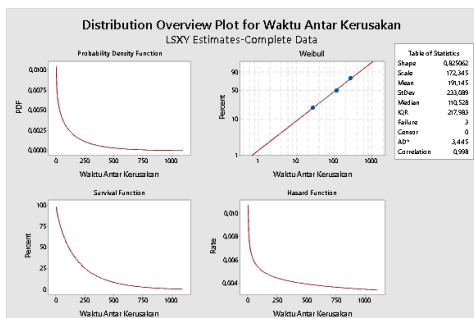 Distribution Overview Plot for Waktu Antar Kerusakan
LSXY Estimates-Complete Data
Probability Density Function
0,0100
0,0075
0,0050
0,0025
0,0000
PDF
0 250 500 750 1000
Waktu Antar Kerusakan
Weibull
90
50
10
1
Percent
1 10 100 1000
Waktu Antar Kerusakan
Table of Statistics
Shape 0,825062
Scale 172,345
Mean 191,145
StDev 233,089
Median 110,528
IQR 217,983
Failure 3
Censor 0
AD* 3,445
Correlation 0,998
Survival Function
100
75
50
25
0
Percent
0 250 500 750 1000
Waktu Antar Kerusakan
Hazard Function
0,010
0,008
0,006
0,004
Rate
0 250 500 750 1000
Waktu Antar Kerusakan